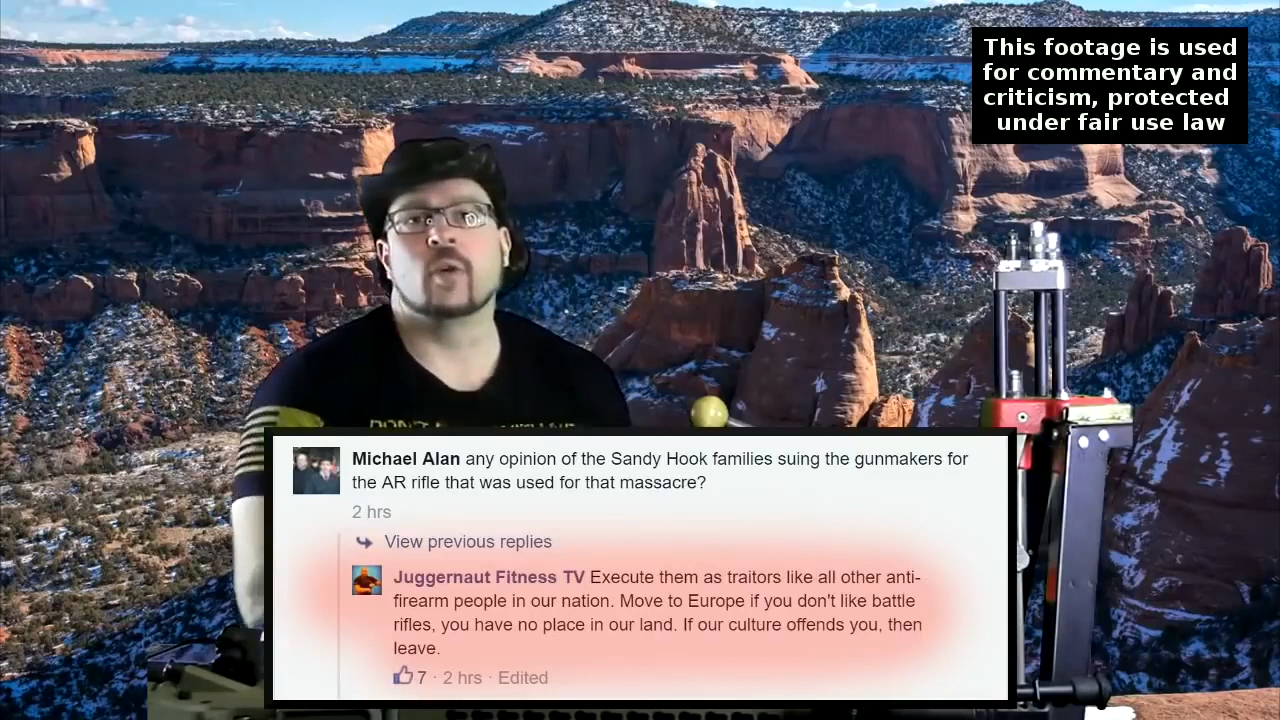 This footage is used
for commentary and
criticism, protected
under fair use law
Michael Alan any opinion of the Sandy Hook families suing the gunmakers for
the AR rifle that was used for that massacre?
2 hrs
View previous replies
Juggernaut Fitness TV Execute them as traitors like all other anti-
firearm people in our nation. Move to Europe if you don't like battle
rifles, you have no place in our land. If our culture offends you, then
leave.
7 · 2 hrs · Edited